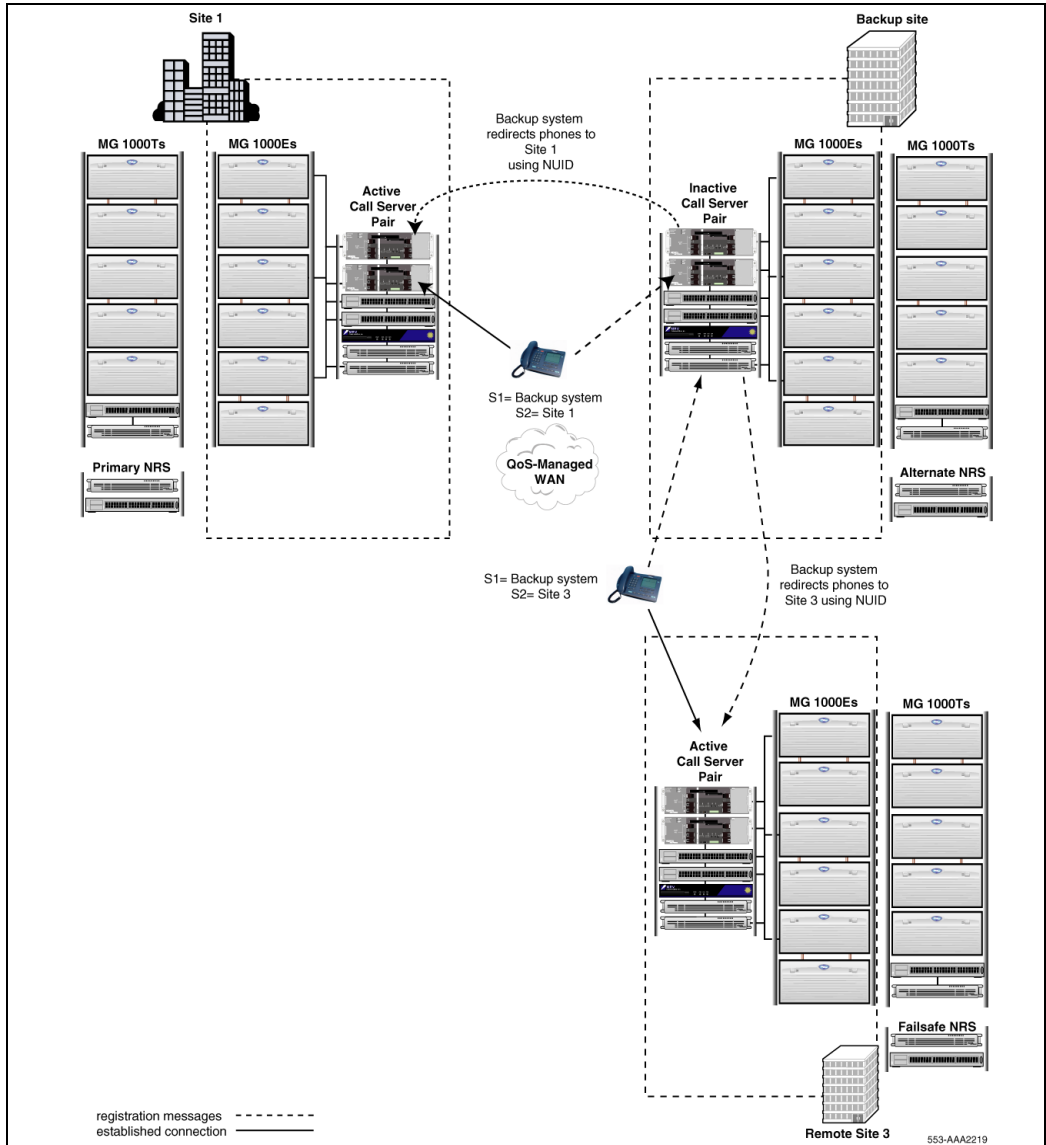 Site 1
Backup site
Backup system
redirects phones to
Site 1
using NUID
MG 1000Ts
MG 1000Es
Active
Call Server
Pair
Inactive
Call Server
Pair
MG 1000Es
MG 1000Ts
S1= Backup system
S2= Site 1
QoS-Managed
WAN
Primary NRS
Alternate NRS
S1= Backup system
S2= Site 3
Backup system
redirects phones to
Site 3 using NUID
MG 1000Es
MG 1000Ts
Active
Call Server
Pair
Failsafe NRS
registration messages
established connection
Remote Site 3
553-AAA2219